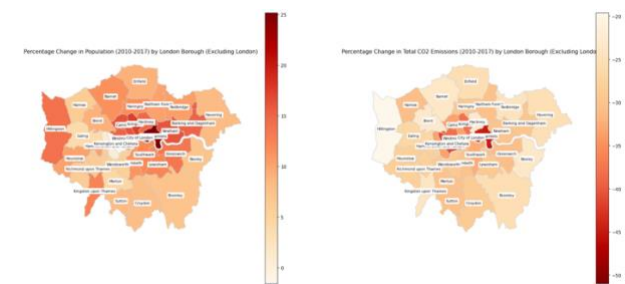 Percentage Change in Population (2010-2017) by London Borough (Excluding London)
25
20
15
10
5
0
Enfield
Barnet
Harrow
Haringey
Waltham Forest
Redbridge
Havering
Hillingdon
Brent
Hackney
Barking and Dagenham
Ealing
Newham
Kensington and Chelsea
Hounslow
Southwark
Greenwich
Bexley
Wandsworth
Lewisham
Richmond upon Thames
Merton
Kingston upon Thames
Sutton
Croydon
Bromley
Percentage Change in Total CO2 Emissions (2010-2017) by London Borough (Excluding Londo
−20
−25
−30
−35
−40
−45
−50
Enfield
Barnet
Harrow
Haringey
Waltham Forest
Redbridge
Havering
Hillingdon
Brent
Hackney
Barking and Dagenham
Ealing
Newham
Kensington and Chelsea
Hounslow
Southwark
Greenwich
Bexley
Wandsworth
Lewisham
Richmond upon Thames
Merton
Kingston upon Thames
Sutton
Croydon
Bromley